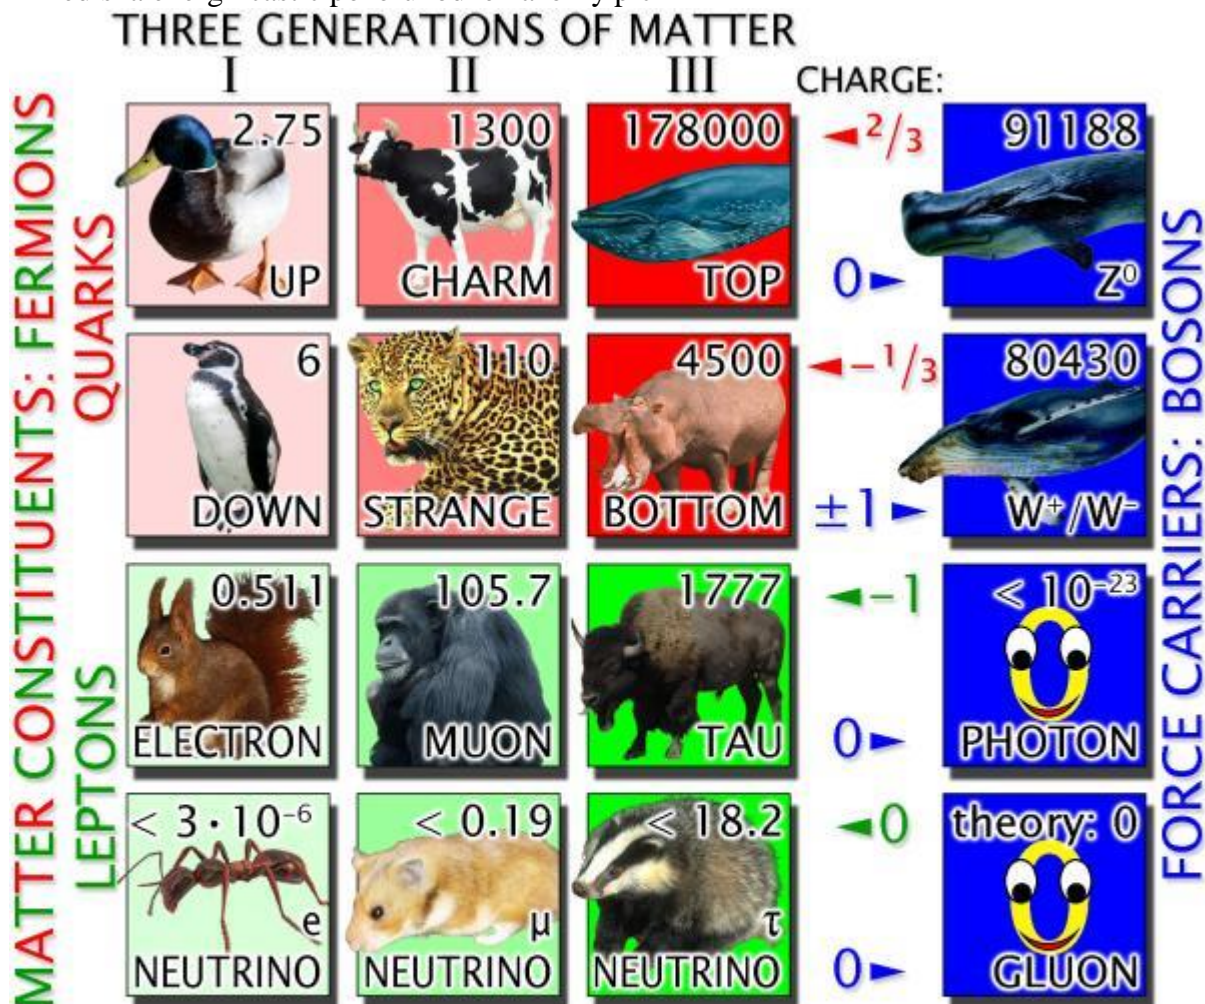 THREE GENERATIONS OF MATTER
I II III CHARGE:
MATTER CONSTITUENTS: FERMIONS
QUARKS
LEPTONS
2.75
UP
1300
CHARM
178000
TOP
◄ 2/3
0 ►
91188
Z⁰
6
DOWN
110
STRANGE
4500
BOTTOM
◄ -1/3
±1 ►
80430
W⁺/W⁻
0.511
ELECTRON
105.7
MUON
1777
TAU
◄ -1
0 ►
< 10⁻²³
PHOTON
< 3·10⁻⁶
e
NEUTRINO
< 0.19
μ
NEUTRINO
< 18.2
τ
NEUTRINO
◄ 0
0 ►
theory: 0
GLUON
FORCE CARRIERS: BOSONS